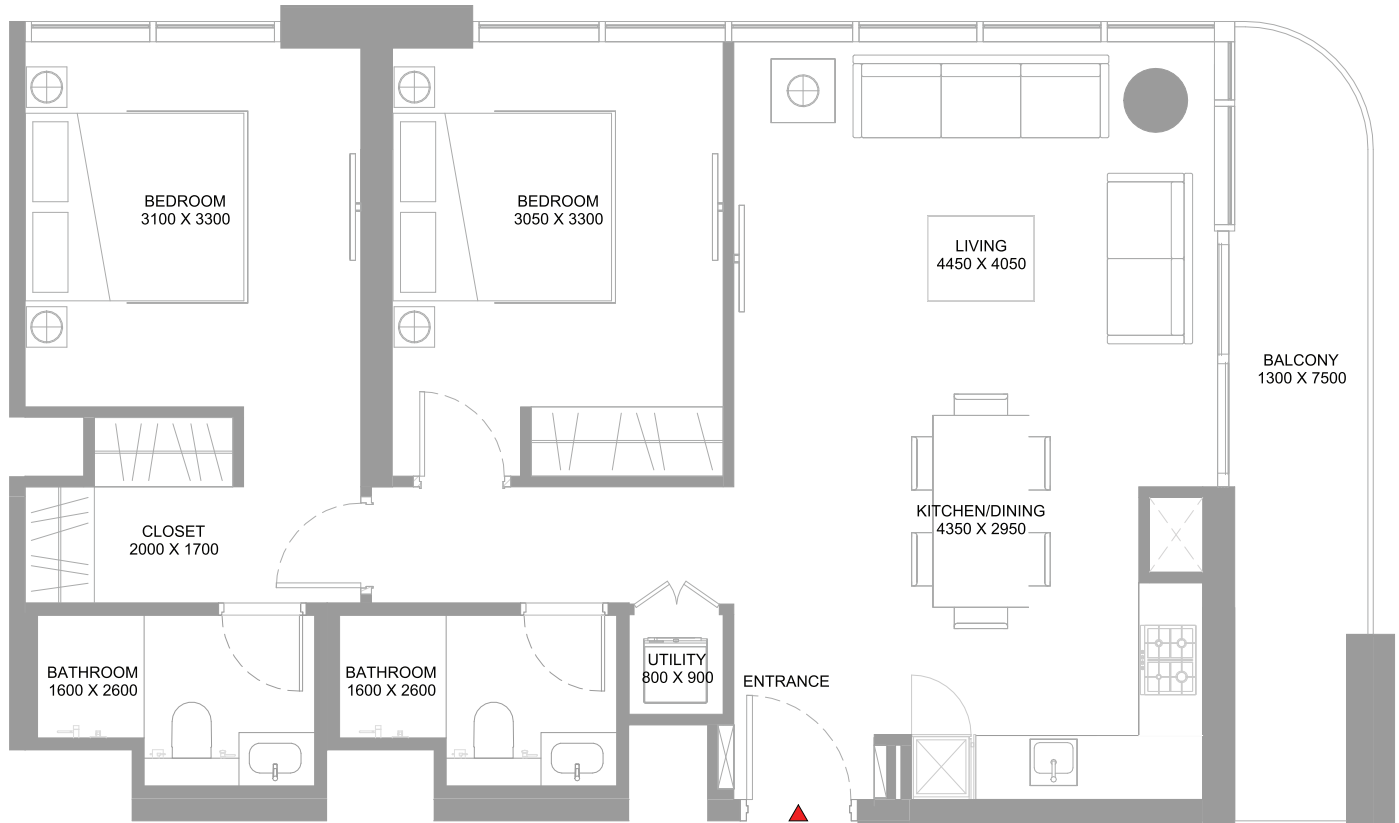 BEDROOM
3100 X 3300
BEDROOM
3050 X 3300
LIVING
4450 X 4050
BALCONY
1300 X 7500
KITCHEN/DINING
4350 X 2950
CLOSET
2000 X 1700
BATHROOM
1600 X 2600
BATHROOM
1600 X 2600
UTILITY
800 X 900
ENTRANCE